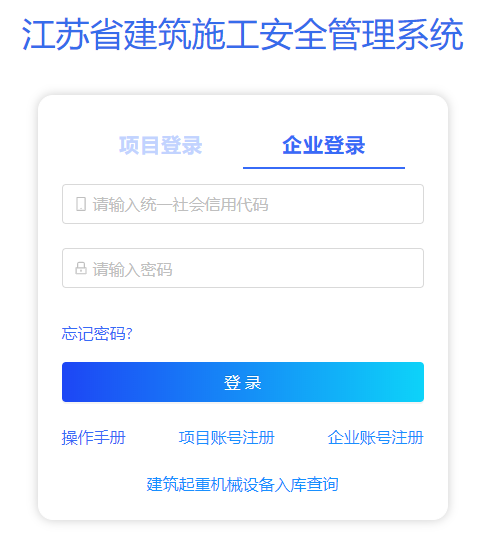 江苏省建筑施工安全管理系统
项目登录 企业登录
请输入统一社会信用代码
请输入密码
忘记密码?
登 录
操作手册 项目账号注册 企业账号注册
建筑起重机械设备入库查询